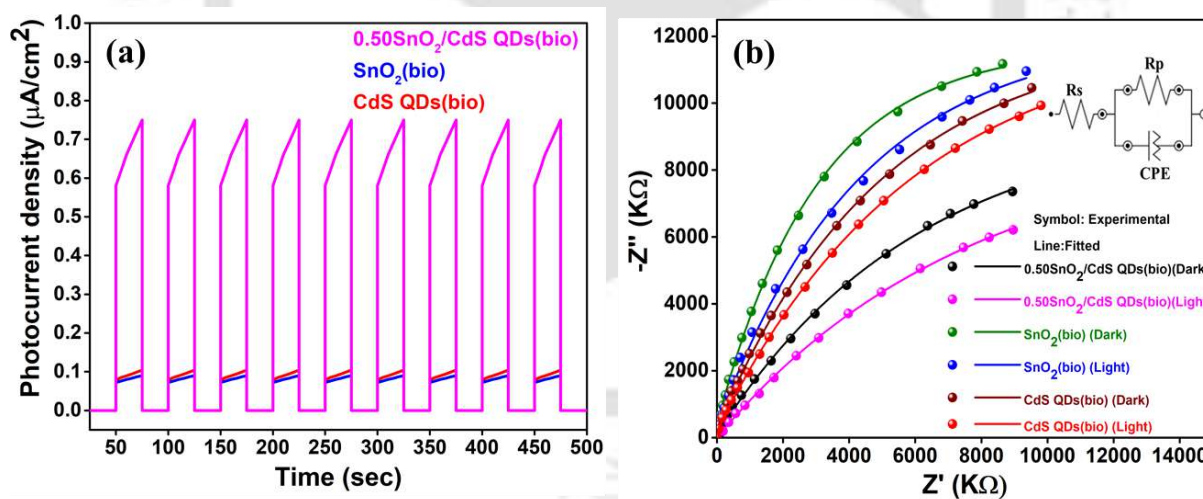 (a)
0.50SnO₂/CdS QDs(bio)
SnO₂(bio)
CdS QDs(bio)
Photocurrent density (µA/cm²)
1.0
0.9
0.8
0.7
0.6
0.5
0.4
0.3
0.2
0.1
0.0
50 100 150 200 250 300 350 400 450 500
Time (sec)
(b)
-Z'' (KΩ)
12000
10000
8000
6000
4000
2000
0
Rs
Rp
CPE
Symbol: Experimental
Line:Fitted
0.50SnO₂/CdS QDs(bio)(Dark
0.50SnO₂/CdS QDs(bio)(Light
SnO₂(bio) (Dark)
SnO₂(bio) (Light)
CdS QDs(bio) (Dark)
CdS QDs(bio) (Light)
0 2000 4000 6000 8000 10000 12000 14000
Z' (KΩ)